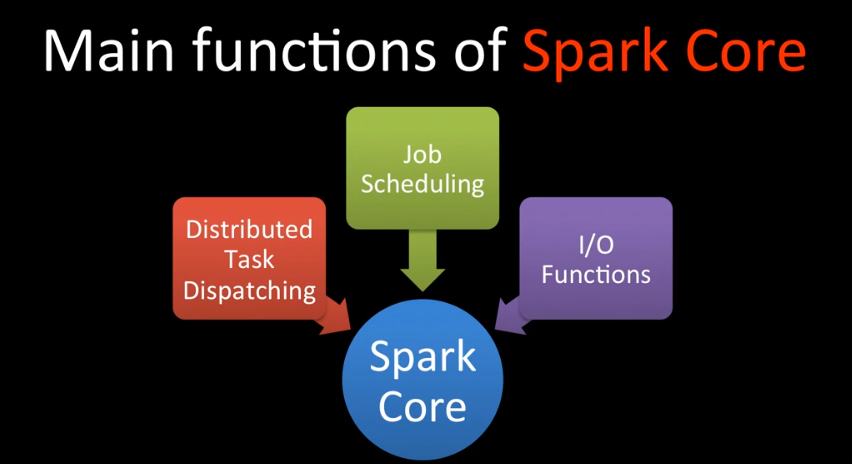 Main functions of Spark Core
Job
Scheduling
Distributed
Task
Dispatching
I/O
Functions
Spark
Core